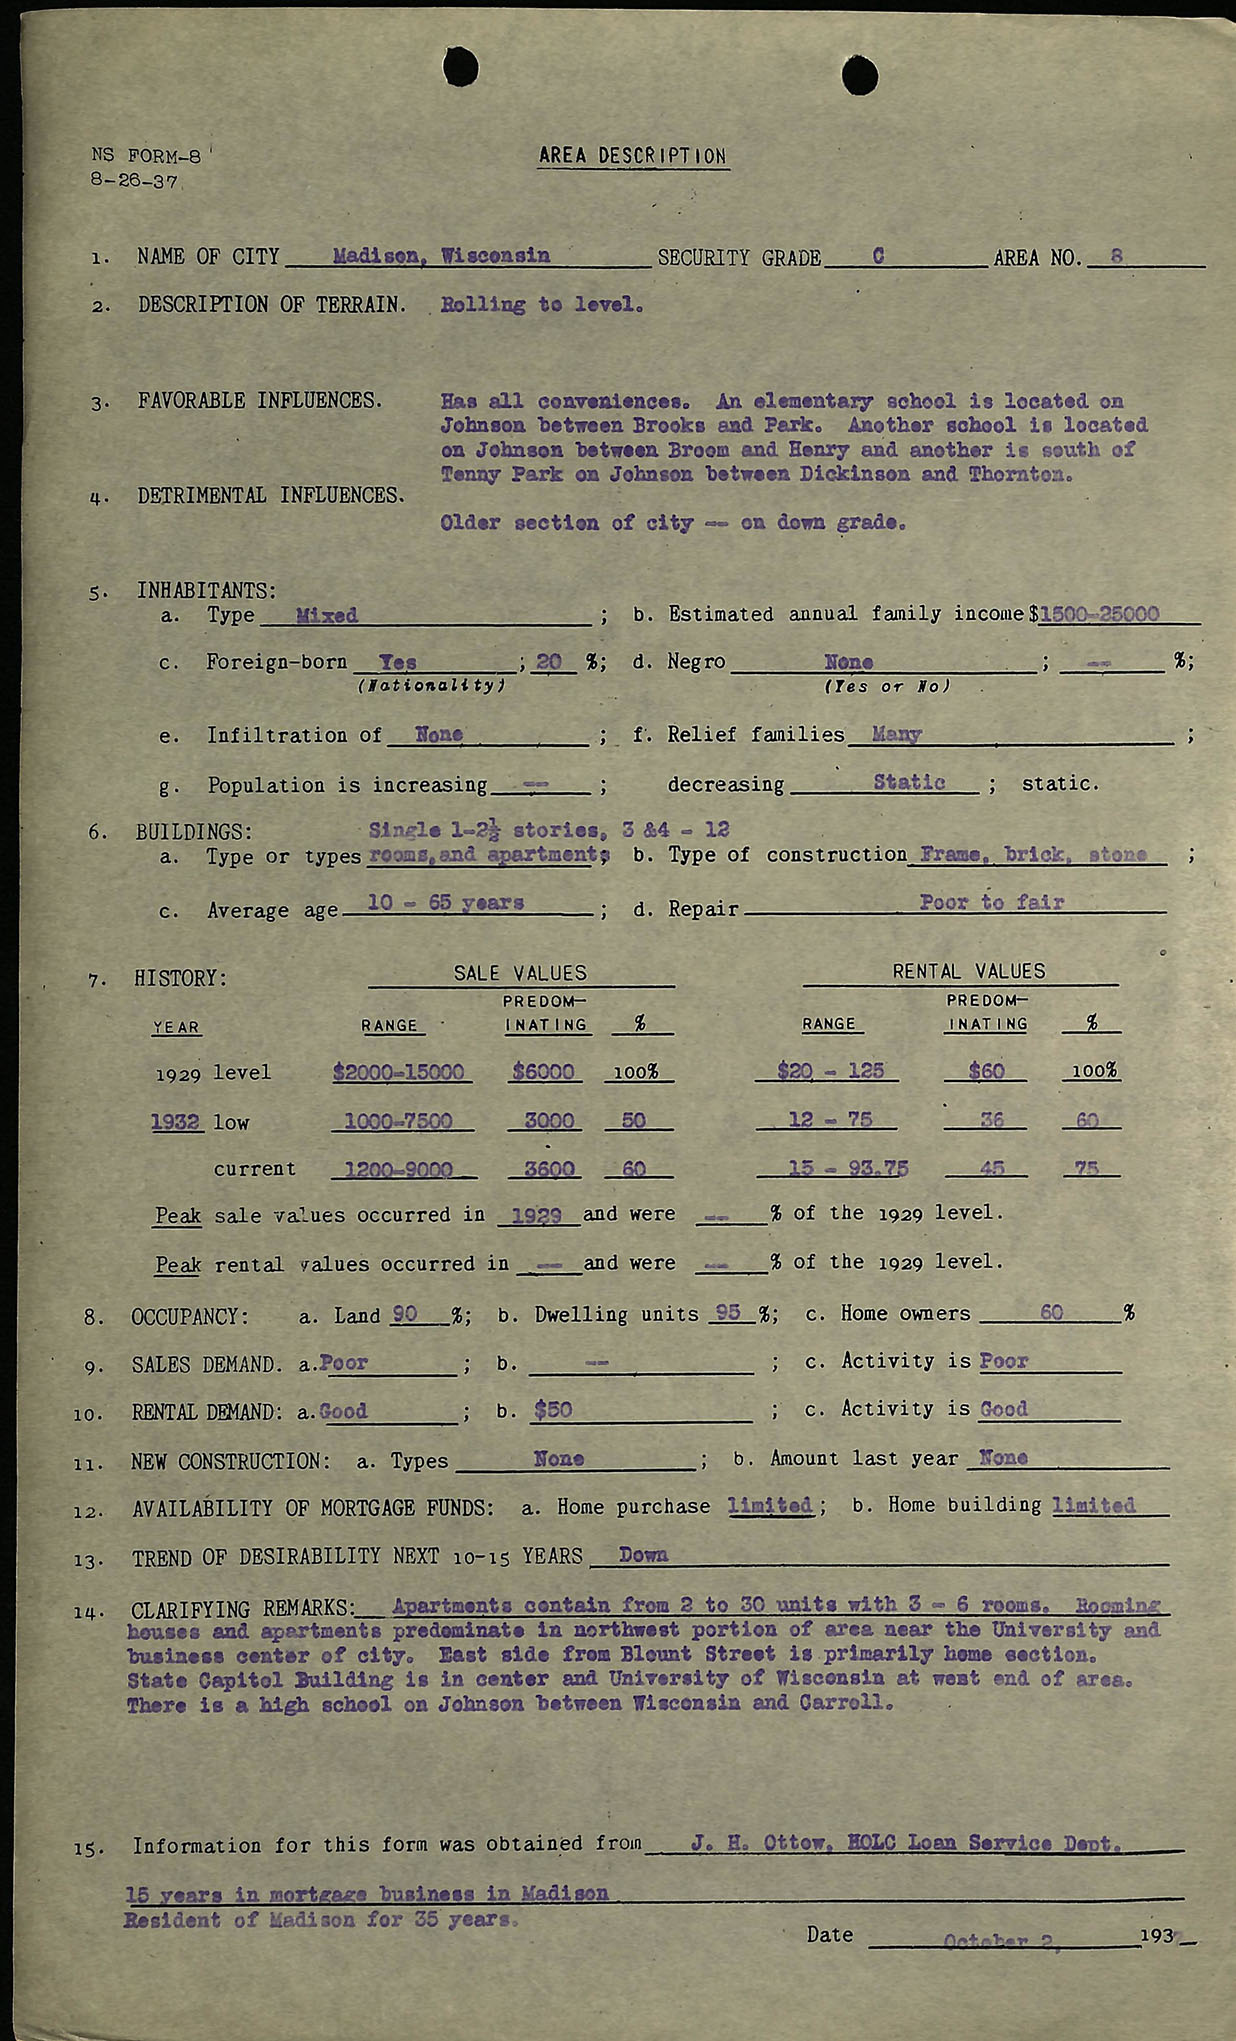 NS FORM-8
8-26-37
AREA DESCRIPTION
1. NAME OF CITY Madison, Wisconsin SECURITY GRADE C AREA NO. 8
2. DESCRIPTION OF TERRAIN. Rolling to level.
3. FAVORABLE INFLUENCES. Has all conveniences. An elementary school is located on
Johnson between Brooks and Park. Another school is located
on Johnson between Broom and Henry and another is south of
Tenny Park on Johnson between Dickinson and Thornton.
4. DETRIMENTAL INFLUENCES.
Older section of city -- on down grade.
5. INHABITANTS:
a. Type Mixed ; b. Estimated annual family income $1500-25000
c. Foreign-born Yes ; 20 %; d. Negro None ; -- %;
(Nationality) (Yes or No)
e. Infiltration of None ; f. Relief families Many ;
g. Population is increasing -- ; decreasing Static ; static.
6. BUILDINGS: Single 1-2½ stories, 3 &4 - 12
a. Type or types rooms, and apartments b. Type of construction Frame, brick, stone ;
c. Average age 10 - 65 years ; d. Repair Poor to fair
7. HISTORY: SALE VALUES RENTAL VALUES
PREDOM- PREDOM-
YEAR RANGE INATING % RANGE INATING %
1929 level $2000-15000 $6000 100% $20 - 125 $60 100%
1932 low 1000-7500 3000 50 12 - 75 36 60
current 1200-9000 3600 60 15 - 93.75 45 75
Peak sale values occurred in 1929 and were -- % of the 1929 level.
Peak rental values occurred in -- and were -- % of the 1929 level.
8. OCCUPANCY: a. Land 90 %; b. Dwelling units 95 %; c. Home owners 60 %
9. SALES DEMAND. a. Poor ; b. -- ; c. Activity is Poor
10. RENTAL DEMAND: a. Good ; b. $50 ; c. Activity is Good
11. NEW CONSTRUCTION: a. Types None ; b. Amount last year None
12. AVAILABILITY OF MORTGAGE FUNDS: a. Home purchase limited ; b. Home building limited
13. TREND OF DESIRABILITY NEXT 10-15 YEARS Down
14. CLARIFYING REMARKS: Apartments contain from 2 to 30 units with 3 - 6 rooms. Rooming
houses and apartments predominate in northwest portion of area near the University and
business center of city. East side from Blount Street is primarily home section.
State Capitol Building is in center and University of Wisconsin at west end of area.
There is a high school on Johnson between Wisconsin and Carroll.
15. Information for this form was obtained from J. H. Ottow, HOLC Loan Service Dept.
15 years in mortgage business in Madison
Resident of Madison for 35 years.
Date October 2, 193